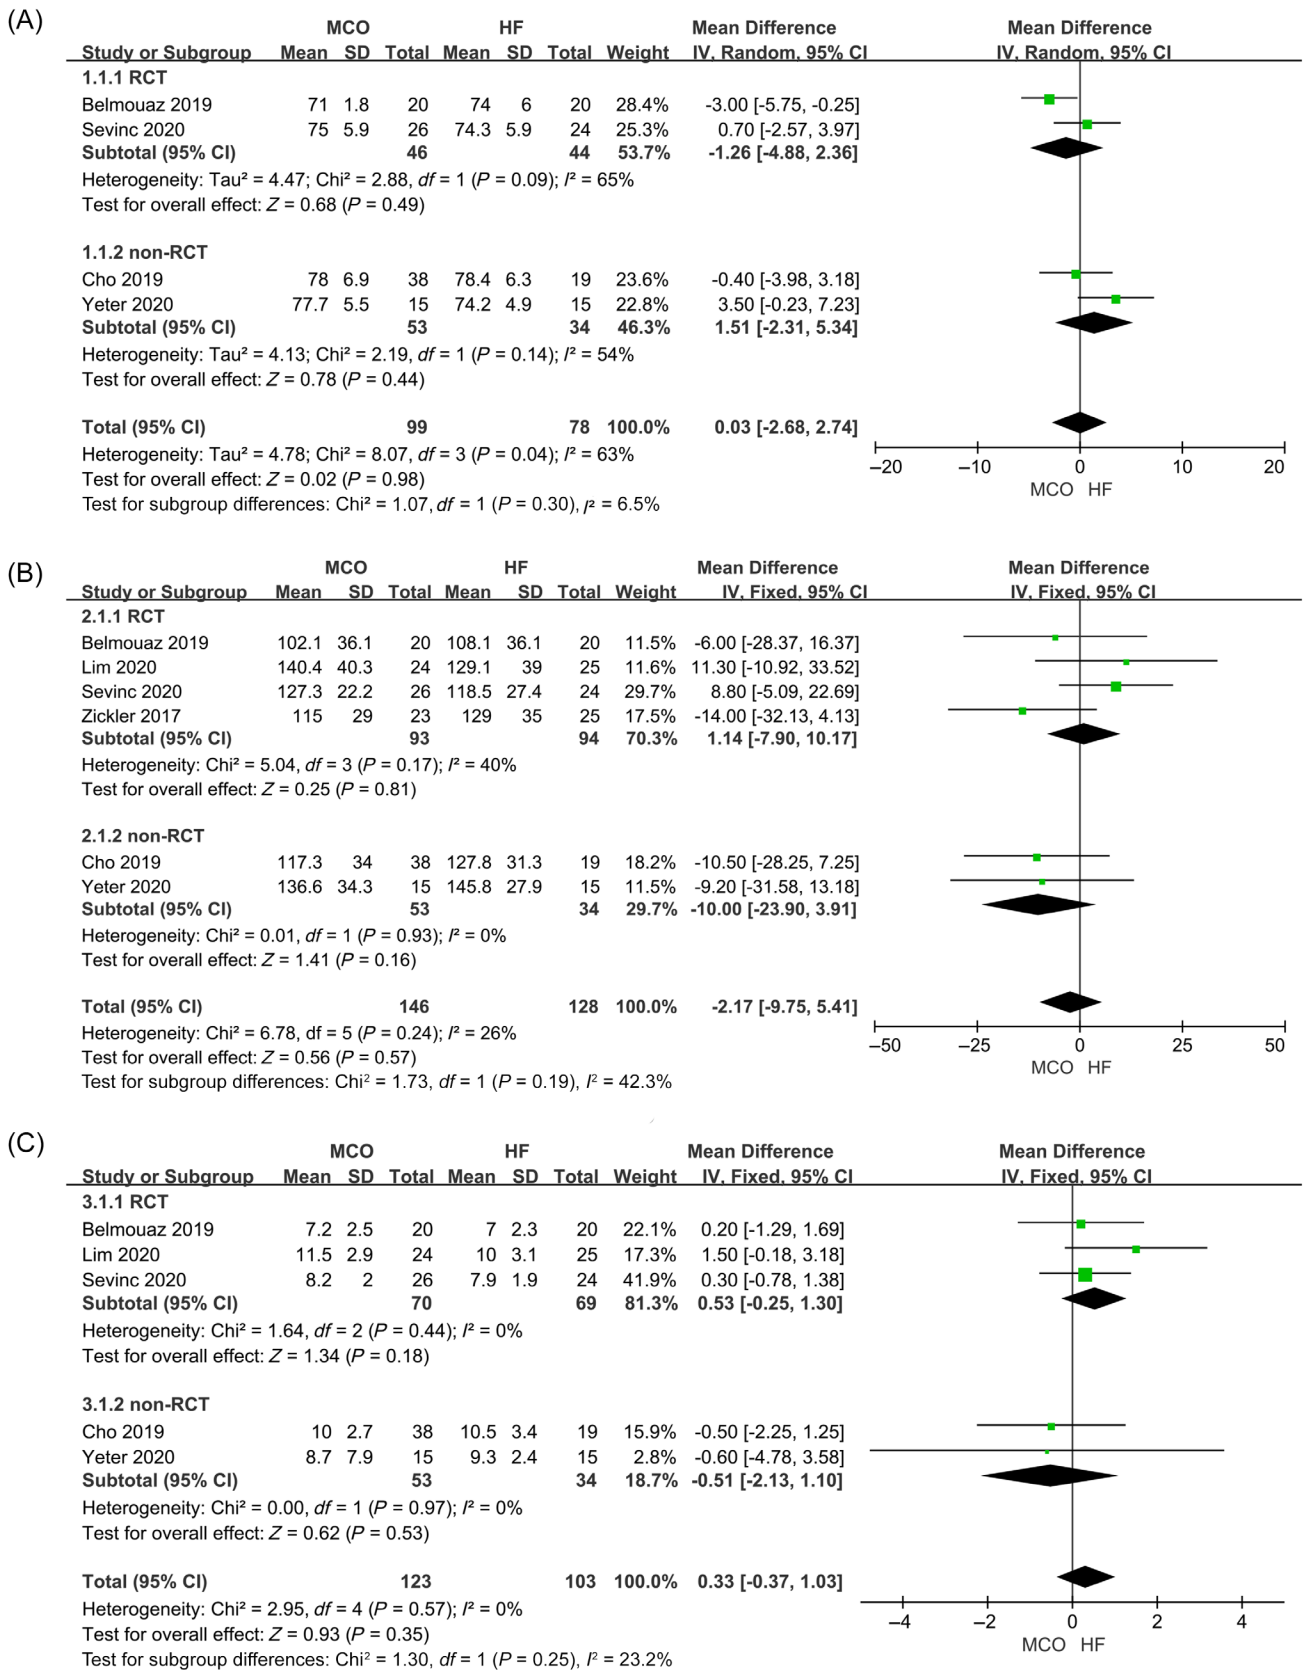 (A)
MCO HF Mean Difference Mean Difference
Study or Subgroup Mean SD Total Mean SD Total Weight IV, Random, 95% CI IV, Random, 95% CI
1.1.1 RCT
Belmouaz 2019 71 1.8 20 74 6 20 28.4% -3.00 [-5.75, -0.25]
Sevinc 2020 75 5.9 26 74.3 5.9 24 25.3% 0.70 [-2.57, 3.97]
Subtotal (95% CI) 46 44 53.7% -1.26 [-4.88, 2.36]
Heterogeneity: Tau² = 4.47; Chi² = 2.88, df = 1 (P = 0.09); I² = 65%
Test for overall effect: Z = 0.68 (P = 0.49)
1.1.2 non-RCT
Cho 2019 78 6.9 38 78.4 6.3 19 23.6% -0.40 [-3.98, 3.18]
Yeter 2020 77.7 5.5 15 74.2 4.9 15 22.8% 3.50 [-0.23, 7.23]
Subtotal (95% CI) 53 34 46.3% 1.51 [-2.31, 5.34]
Heterogeneity: Tau² = 4.13; Chi² = 2.19, df = 1 (P = 0.14); I² = 54%
Test for overall effect: Z = 0.78 (P = 0.44)
Total (95% CI) 99 78 100.0% 0.03 [-2.68, 2.74]
Heterogeneity: Tau² = 4.78; Chi² = 8.07, df = 3 (P = 0.04); I² = 63%
Test for overall effect: Z = 0.02 (P = 0.98)
Test for subgroup differences: Chi² = 1.07, df = 1 (P = 0.30), I² = 6.5%
–20 –10 0 10 20
MCO HF
(B)
MCO HF Mean Difference Mean Difference
Study or Subgroup Mean SD Total Mean SD Total Weight IV, Fixed, 95% CI IV, Fixed, 95% CI
2.1.1 RCT
Belmouaz 2019 102.1 36.1 20 108.1 36.1 20 11.5% -6.00 [-28.37, 16.37]
Lim 2020 140.4 40.3 24 129.1 39 25 11.6% 11.30 [-10.92, 33.52]
Sevinc 2020 127.3 22.2 26 118.5 27.4 24 29.7% 8.80 [-5.09, 22.69]
Zickler 2017 115 29 23 129 35 25 17.5% -14.00 [-32.13, 4.13]
Subtotal (95% CI) 93 94 70.3% 1.14 [-7.90, 10.17]
Heterogeneity: Chi² = 5.04, df = 3 (P = 0.17); I² = 40%
Test for overall effect: Z = 0.25 (P = 0.81)
2.1.2 non-RCT
Cho 2019 117.3 34 38 127.8 31.3 19 18.2% -10.50 [-28.25, 7.25]
Yeter 2020 136.6 34.3 15 145.8 27.9 15 11.5% -9.20 [-31.58, 13.18]
Subtotal (95% CI) 53 34 29.7% -10.00 [-23.90, 3.91]
Heterogeneity: Chi² = 0.01, df = 1 (P = 0.93); I² = 0%
Test for overall effect: Z = 1.41 (P = 0.16)
Total (95% CI) 146 128 100.0% -2.17 [-9.75, 5.41]
Heterogeneity: Chi² = 6.78, df = 5 (P = 0.24); I² = 26%
Test for overall effect: Z = 0.56 (P = 0.57)
Test for subgroup differences: Chi² = 1.73, df = 1 (P = 0.19), I² = 42.3%
–50 –25 0 25 50
MCO HF
(C)
MCO HF Mean Difference Mean Difference
Study or Subgroup Mean SD Total Mean SD Total Weight IV, Fixed, 95% CI IV, Fixed, 95% CI
3.1.1 RCT
Belmouaz 2019 7.2 2.5 20 7 2.3 20 22.1% 0.20 [-1.29, 1.69]
Lim 2020 11.5 2.9 24 10 3.1 25 17.3% 1.50 [-0.18, 3.18]
Sevinc 2020 8.2 2 26 7.9 1.9 24 41.9% 0.30 [-0.78, 1.38]
Subtotal (95% CI) 70 69 81.3% 0.53 [-0.25, 1.30]
Heterogeneity: Chi² = 1.64, df = 2 (P = 0.44); I² = 0%
Test for overall effect: Z = 1.34 (P = 0.18)
3.1.2 non-RCT
Cho 2019 10 2.7 38 10.5 3.4 19 15.9% -0.50 [-2.25, 1.25]
Yeter 2020 8.7 7.9 15 9.3 2.4 15 2.8% -0.60 [-4.78, 3.58]
Subtotal (95% CI) 53 34 18.7% -0.51 [-2.13, 1.10]
Heterogeneity: Chi² = 0.00, df = 1 (P = 0.97); I² = 0%
Test for overall effect: Z = 0.62 (P = 0.53)
Total (95% CI) 123 103 100.0% 0.33 [-0.37, 1.03]
Heterogeneity: Chi² = 2.95, df = 4 (P = 0.57); I² = 0%
Test for overall effect: Z = 0.93 (P = 0.35)
Test for subgroup differences: Chi² = 1.30, df = 1 (P = 0.25), I² = 23.2%
–4 –2 0 2 4
MCO HF